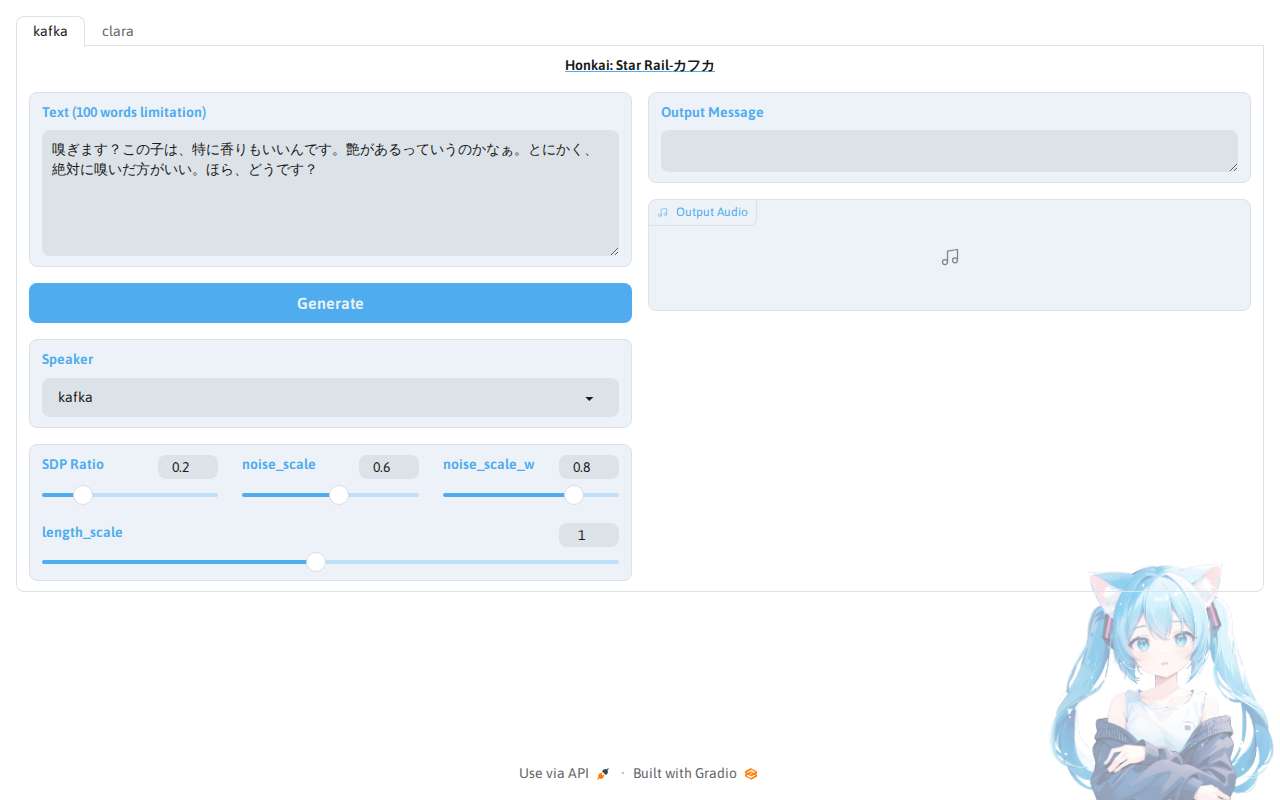 kafka
clara
Honkai: Star Rail-カフカ
Text (100 words limitation)
嗅ぎます？この子は、特に香りもいいんです。艶があるっていうのかなぁ。とにかく、
絶対に嗅いだ方がいい。ほら、どうです？
Generate
Speaker
kafka
SDP Ratio
0.2
noise_scale
0.6
noise_scale_w
0.8
length_scale
1
Output Message
Output Audio
Use via API · Built with Gradio